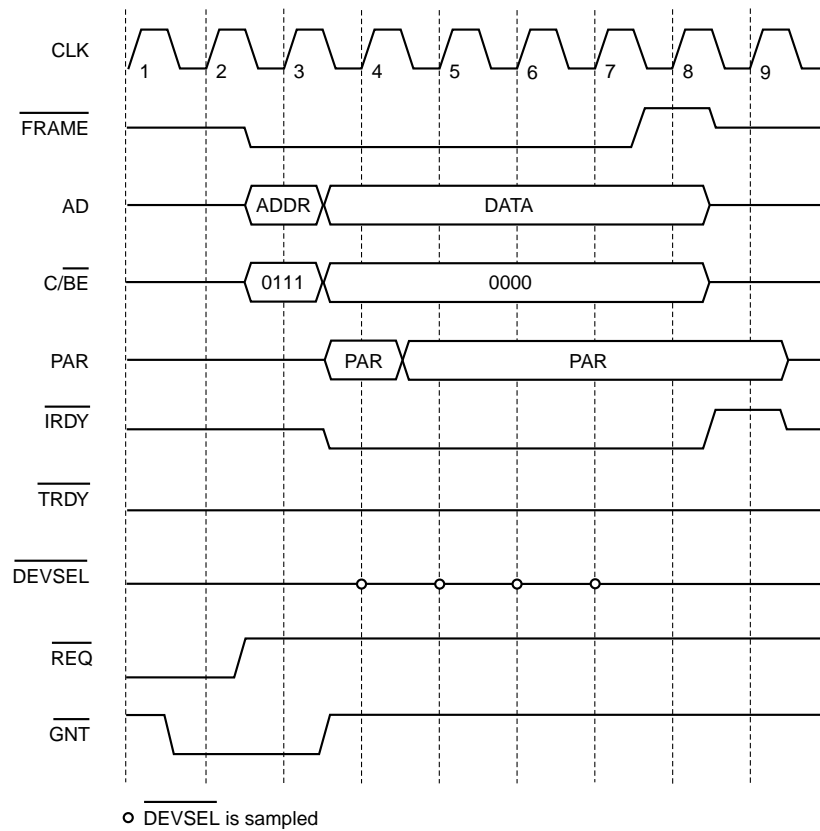 CLK
1 2 3 4 5 6 7 8 9
FRAME
AD ADDR DATA
C/BE 0111 0000
PAR PAR PAR
IRDY
TRDY
DEVSEL
REQ
GNT
DEVSEL is sampled